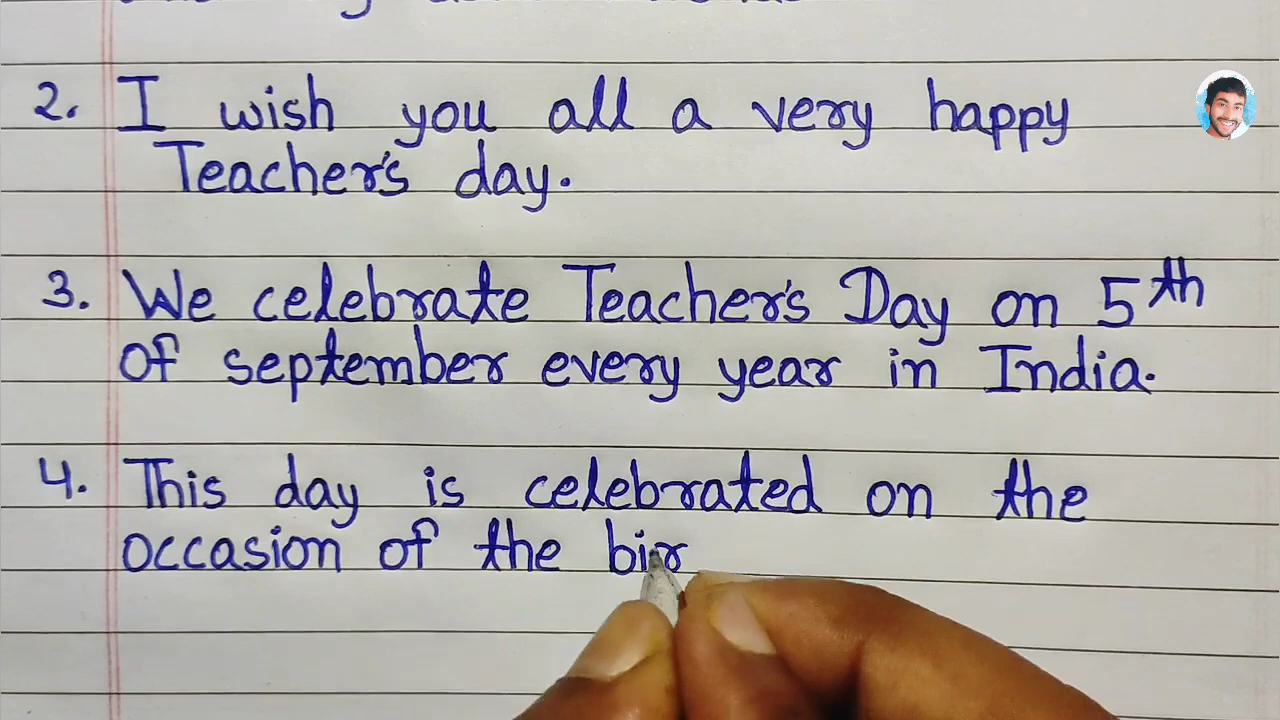 2. I wish you all a very happy
Teacher's day.
3. We celebrate Teacher's Day on 5th
of september every year in India.
4. This day is celebrated on the
occasion of the bir